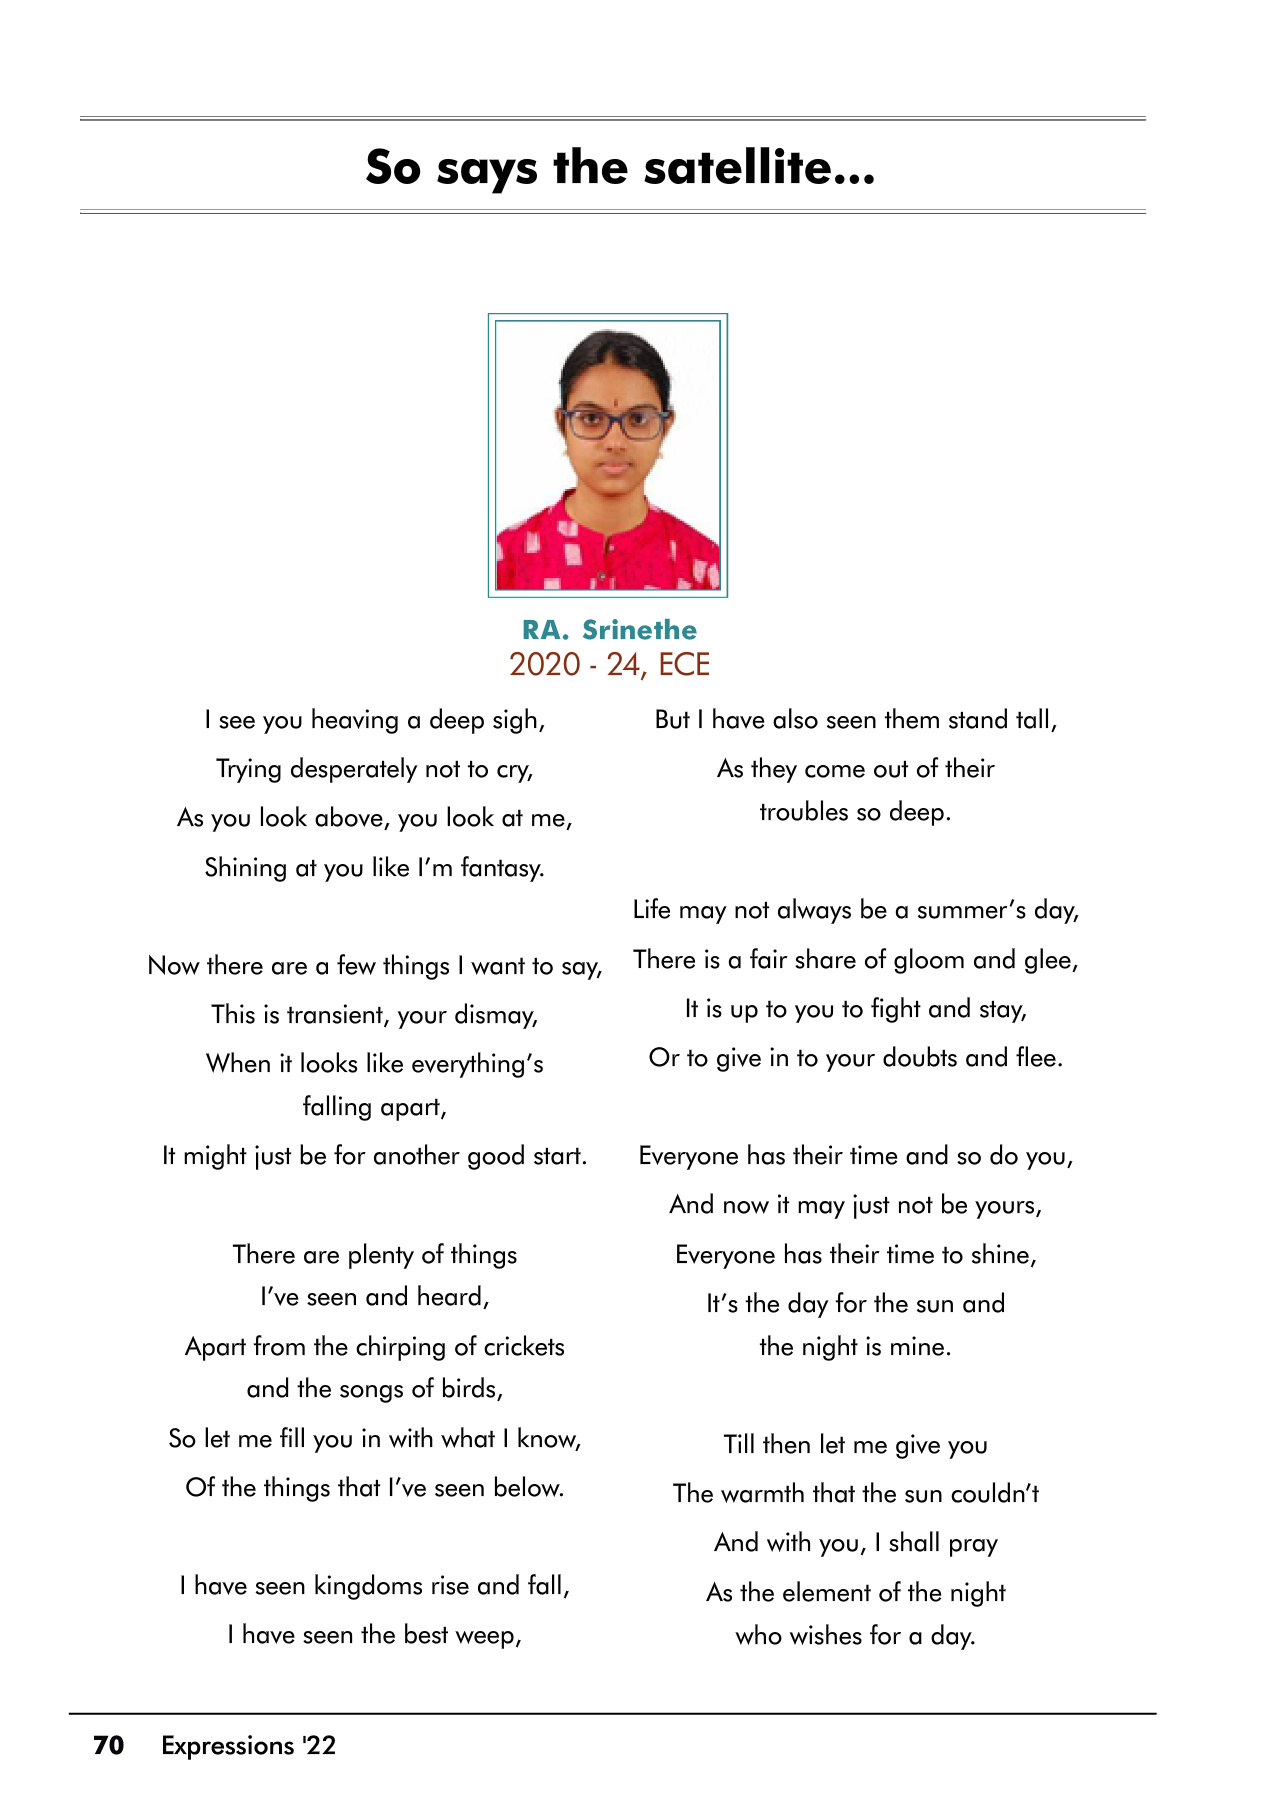 So says the satellite...
RA. Srinethe
2020 - 24, ECE
I see you heaving a deep sigh,
Trying desperately not to cry,
As you look above, you look at me,
Shining at you like I’m fantasy.
Now there are a few things I want to say,
This is transient, your dismay,
When it looks like everything’s
falling apart,
It might just be for another good start.
There are plenty of things
I’ve seen and heard,
Apart from the chirping of crickets
and the songs of birds,
So let me fill you in with what I know,
Of the things that I’ve seen below.
I have seen kingdoms rise and fall,
I have seen the best weep,
But I have also seen them stand tall,
As they come out of their
troubles so deep.
Life may not always be a summer’s day,
There is a fair share of gloom and glee,
It is up to you to fight and stay,
Or to give in to your doubts and flee.
Everyone has their time and so do you,
And now it may just not be yours,
Everyone has their time to shine,
It’s the day for the sun and
the night is mine.
Till then let me give you
The warmth that the sun couldn’t
And with you, I shall pray
As the element of the night
who wishes for a day.
70 Expressions '22